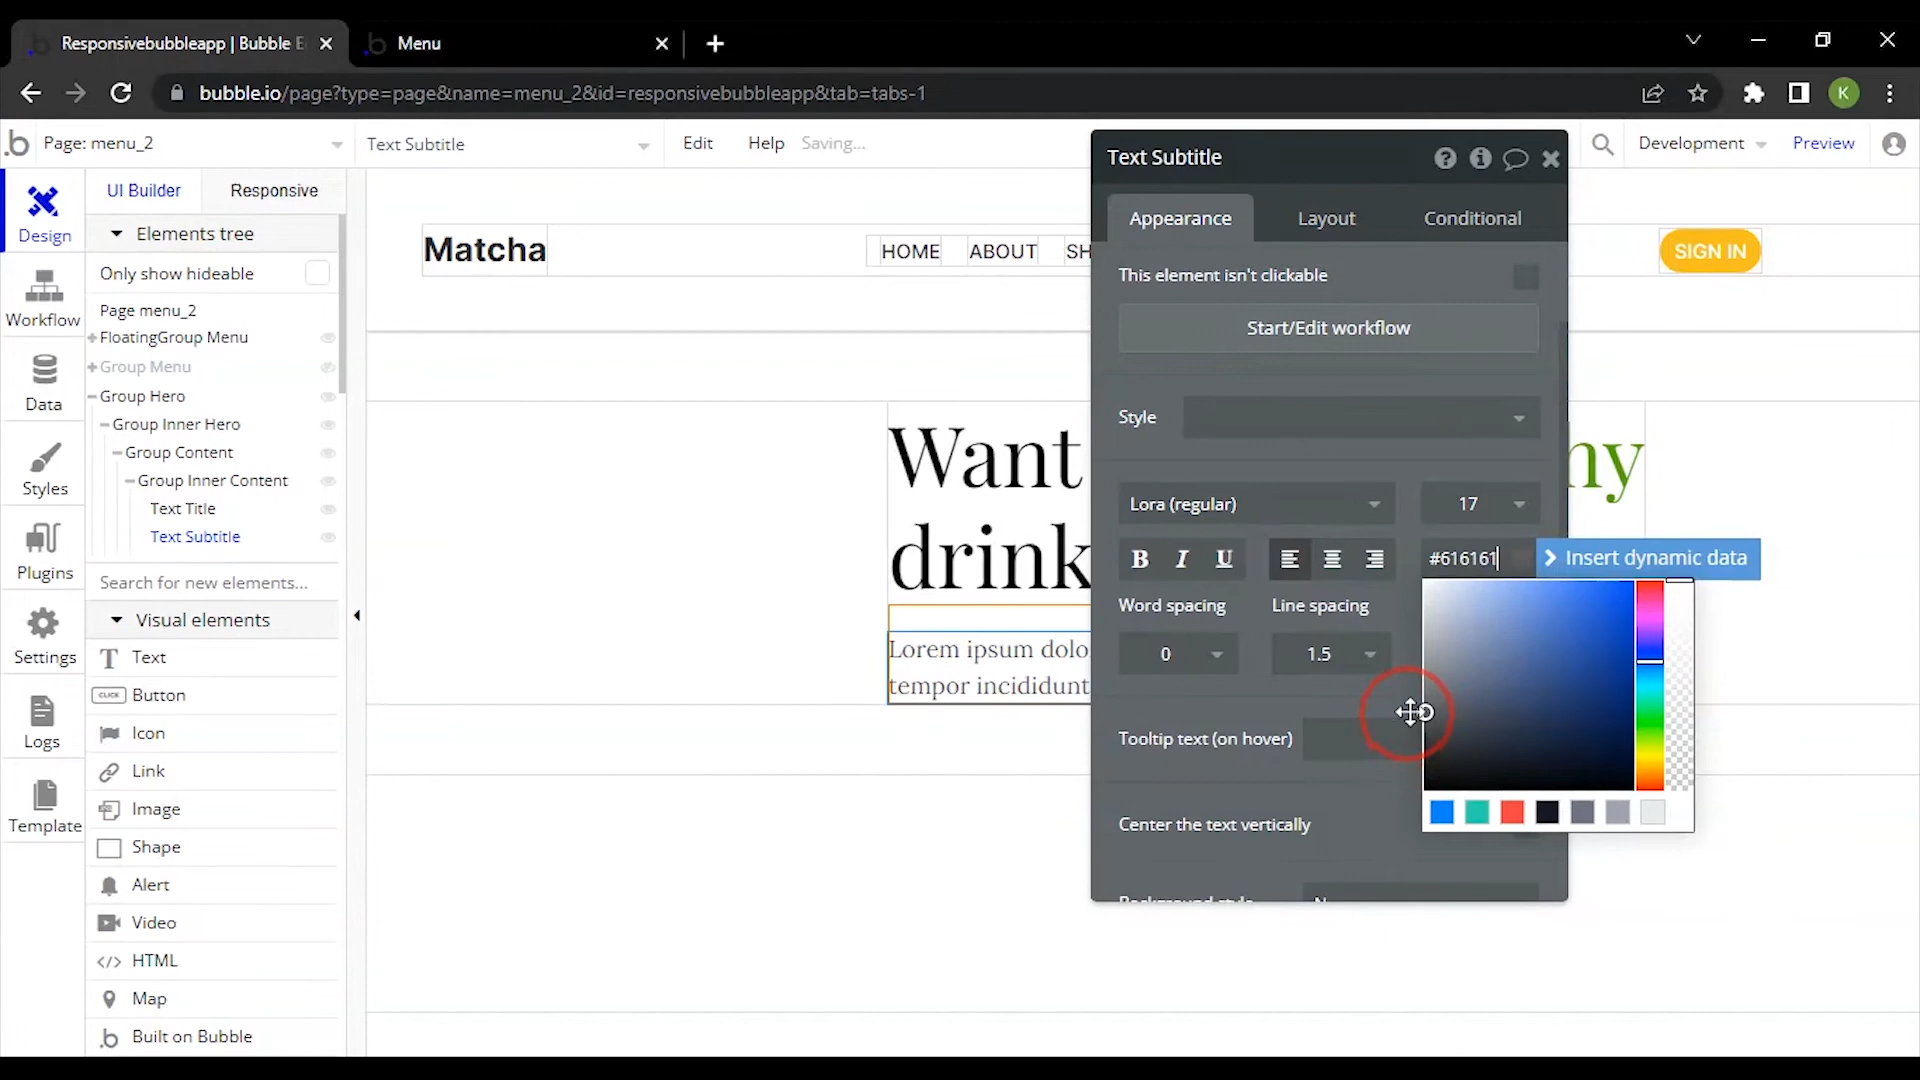 Responsivebubbleapp | Bubble E
Menu
bubble.io/page?type=page&name=menu_2&id=responsivebubbleapp&tab=tabs-1
K
Page: menu_2
Text Subtitle
Edit
Help
Saving...
Development
Preview
Design
Workflow
Data
Styles
Plugins
Settings
Logs
Template
UI Builder
Responsive
Elements tree
Only show hideable
Page menu_2
FloatingGroup Menu
Group Menu
Group Hero
Group Inner Hero
Group Content
Group Inner Content
Text Title
Text Subtitle
Search for new elements...
Visual elements
Text
Button
Icon
Link
Image
Shape
Alert
Video
HTML
Map
Built on Bubble
CLICK
Matcha
HOME
ABOUT
SH
SIGN IN
Want
hy
drink
Lorem ipsum dolo
tempor incididunt
Text Subtitle
Appearance
Layout
Conditional
This element isn't clickable
Start/Edit workflow
Style
Lora (regular)
17
B
I
U
#616161
Insert dynamic data
Word spacing
Line spacing
0
1.5
Tooltip text (on hover)
Center the text vertically
Background style